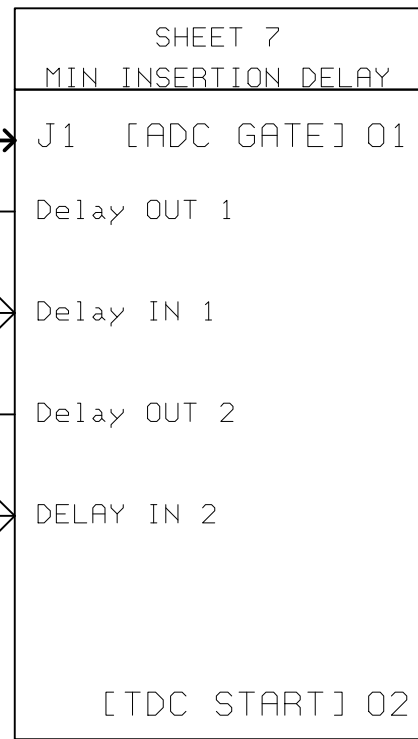 SHEET 7
MIN INSERTION DELAY
J1 [ADC GATE] O1
Delay OUT 1
Delay IN 1
Delay OUT 2
DELAY IN 2
[TDC START] O2